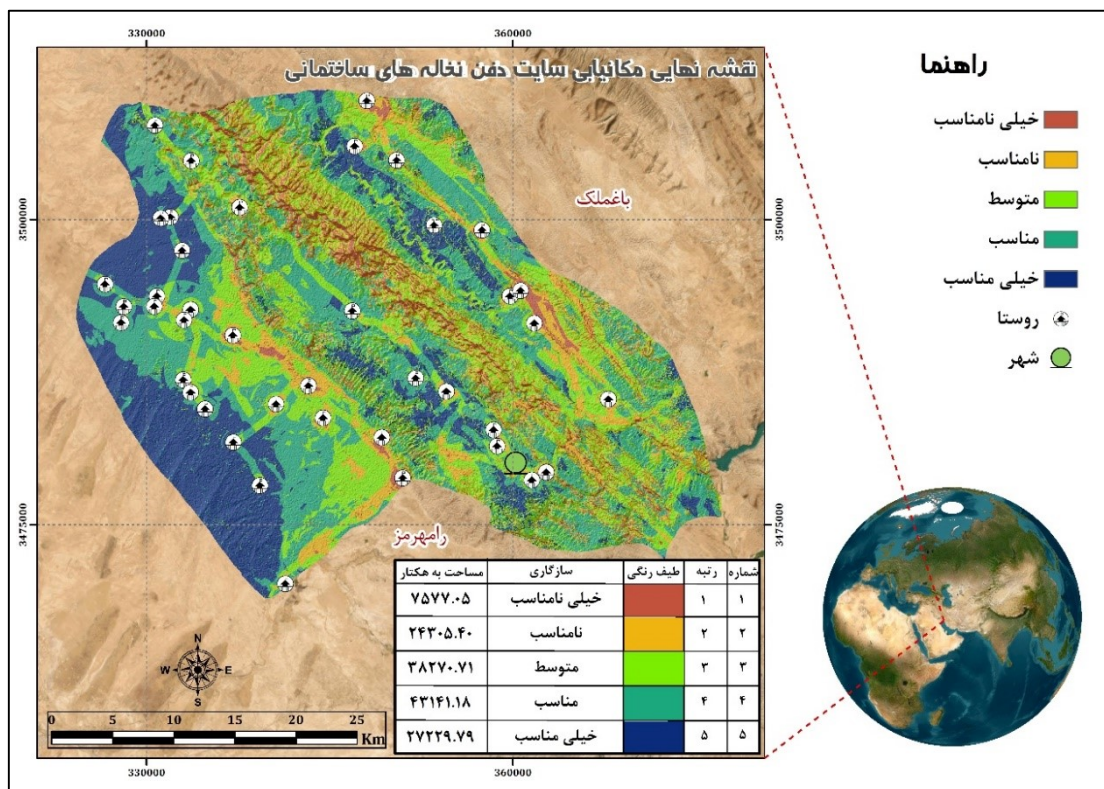 330000 360000
نقشه نهایی مکانیابی سایت دفن نخاله های ساختمانی
راهنما
خیلی نامناسب
نامناسب
متوسط
مناسب
خیلی مناسب
روستا
شهر
باغملک
3500000 3500000
3475000 3475000
رامهرمز
شماره رتبه طیف رنگی سازگاری مساحت به هکتار
۱ ۱ خیلی نامناسب ۷۵۷۷.۰۵
۲ ۲ نامناسب ۲۴۳۰۵.۴۰
۳ ۳ متوسط ۳۸۲۷۰.۷۱
۴ ۴ مناسب ۴۳۱۴۱.۱۸
۵ ۵ خیلی مناسب ۲۷۲۲۹.۷۹
N
W E
S
0 5 10 15 20 25
Km
330000 360000